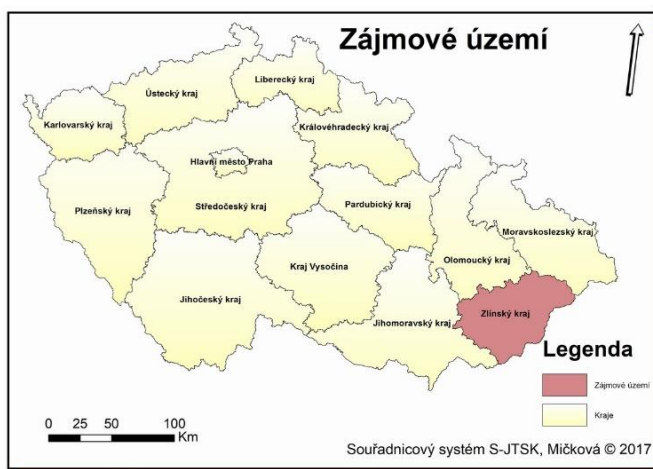 Zájmové území
Liberecký kraj
Ústecký kraj
Karlovarský kraj
Královéhradecký kraj
Hlavní město Praha
Středočeský kraj
Plzeňský kraj
Pardubický kraj
Moravskoslezský kraj
Olomoucký kraj
Kraj Vysočina
Jihočeský kraj
Jihomoravský kraj
Zlínský kraj
Legenda
Zájmové území
Kraje
0 25 50 100
Km
Souřadnicový systém S-JTSK, Mičková © 2017